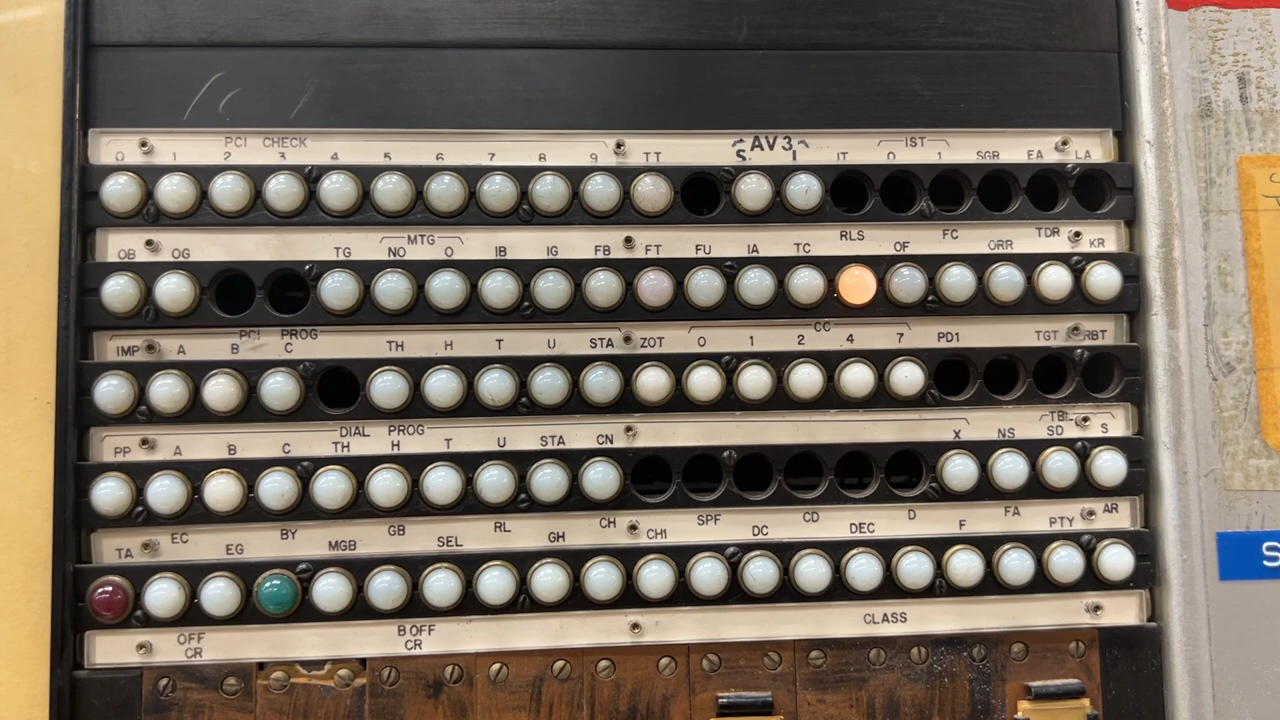 PCI CHECK AV3 IST
0 1 2 3 4 5 6 7 8 9 TT S. L IT 0 1 SGR EA LA
MTG RLS FC TDR
OB OG TG NO O IB IG FB FT FU IA TC OF ORR KR
PCI PROG CC
IMP A B C TH H T U STA ZOT 0 1 2 4 7 PD1 TGT RBT
DIAL PROG TBL
PP A B C TH H T U STA CN X NS SD S
BY GB RL CH SPF CD D FA AR
TA EC EG MGB SEL GH CH1 DC DEC F PTY
OFF B OFF CLASS
CR CR
S